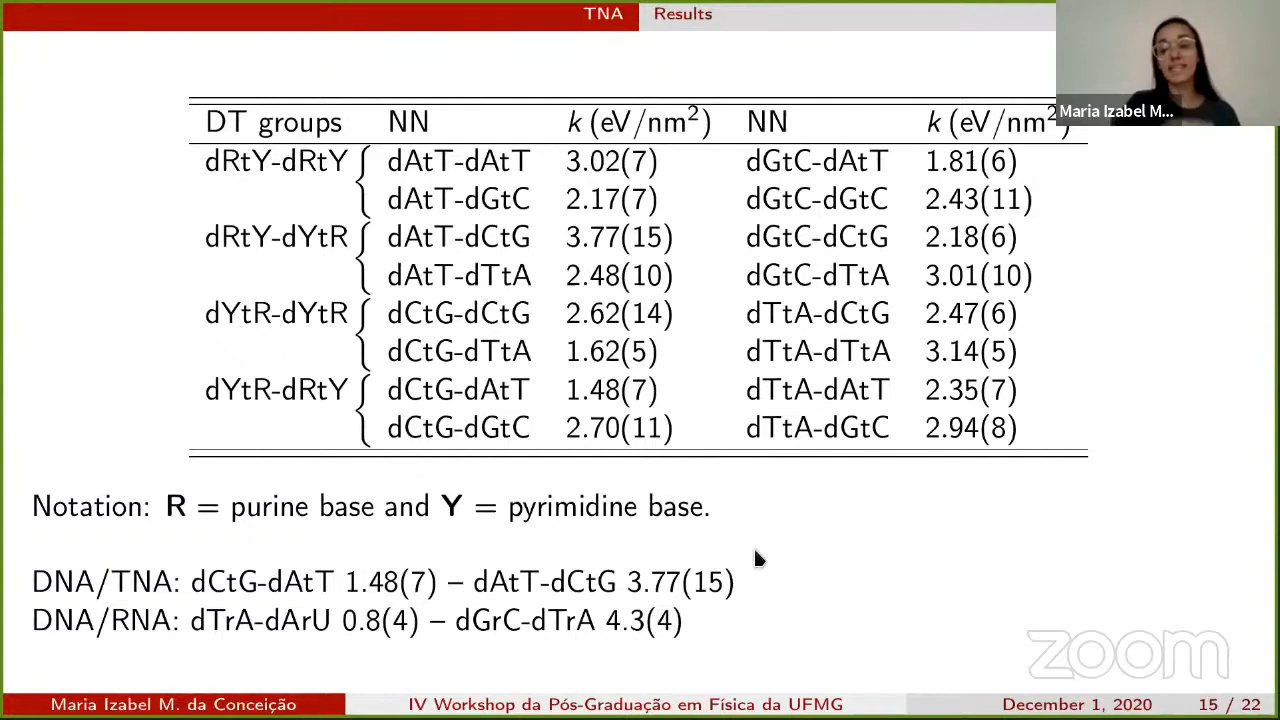 TNA Results
Maria Izabel M...
DT groups NN k (eV/nm²) NN k (eV/nm²)
dRtY-dRtY dAtT-dAtT 3.02(7) dGtC-dAtT 1.81(6)
dAtT-dGtC 2.17(7) dGtC-dGtC 2.43(11)
dRtY-dYtR dAtT-dCtG 3.77(15) dGtC-dCtG 2.18(6)
dAtT-dTtA 2.48(10) dGtC-dTtA 3.01(10)
dYtR-dYtR dCtG-dCtG 2.62(14) dTtA-dCtG 2.47(6)
dCtG-dTtA 1.62(5) dTtA-dTtA 3.14(5)
dYtR-dRtY dCtG-dAtT 1.48(7) dTtA-dAtT 2.35(7)
dCtG-dGtC 2.70(11) dTtA-dGtC 2.94(8)
Notation: R = purine base and Y = pyrimidine base.
DNA/TNA: dCtG-dAtT 1.48(7) – dAtT-dCtG 3.77(15)
DNA/RNA: dTrA-dArU 0.8(4) – dGrC-dTrA 4.3(4)
zoom
Maria Izabel M. da Conceição IV Workshop da Pós-Graduação em Física da UFMG December 1, 2020 15 / 22